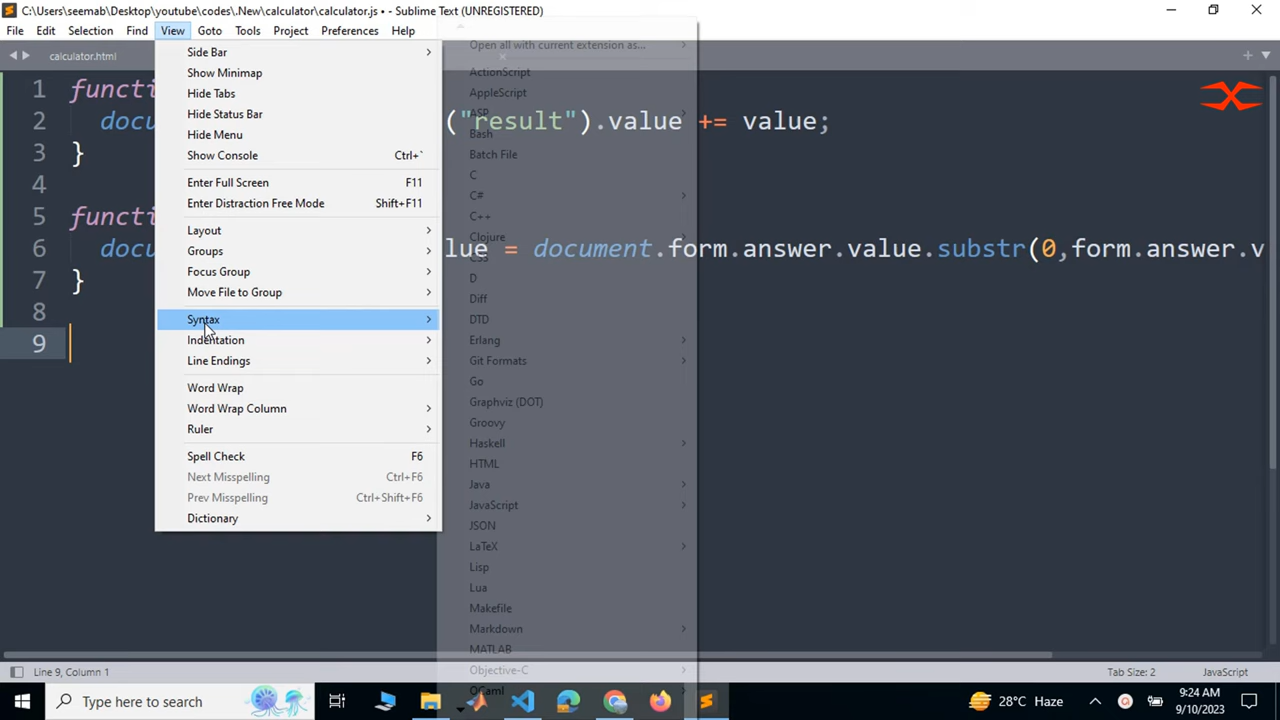 C:\Users\seemab\Desktop\youtube\codes\.New\calculator\calculator.js • - Sublime Text (UNREGISTERED)
File Edit Selection Find View Goto Tools Project Preferences Help
calculator.html
1 functi
2 docu ("result").value += value;
3 }
4
5 functi
6 docu lue = document.form.answer.value.substr(0,form.answer.v
7 }
8
9
Side Bar
Show Minimap
Hide Tabs
Hide Status Bar
Hide Menu
Show Console Ctrl+`
Enter Full Screen F11
Enter Distraction Free Mode Shift+F11
Layout
Groups
Focus Group
Move File to Group
Syntax
Indentation
Line Endings
Word Wrap
Word Wrap Column
Ruler
Spell Check F6
Next Misspelling Ctrl+F6
Prev Misspelling Ctrl+Shift+F6
Dictionary
Open all with current extension as...
ActionScript
AppleScript
ASP
Bash
Batch File
C
C#
C++
Clojure
CSS
D
Diff
DTD
Erlang
Git Formats
Go
Graphviz (DOT)
Groovy
Haskell
HTML
Java
JavaScript
JSON
LaTeX
Lisp
Lua
Makefile
Markdown
MATLAB
Objective-C
OCaml
Line 9, Column 1 Tab Size: 2 JavaScript
Type here to search 28°C Haze 9:24 AM
9/10/2023